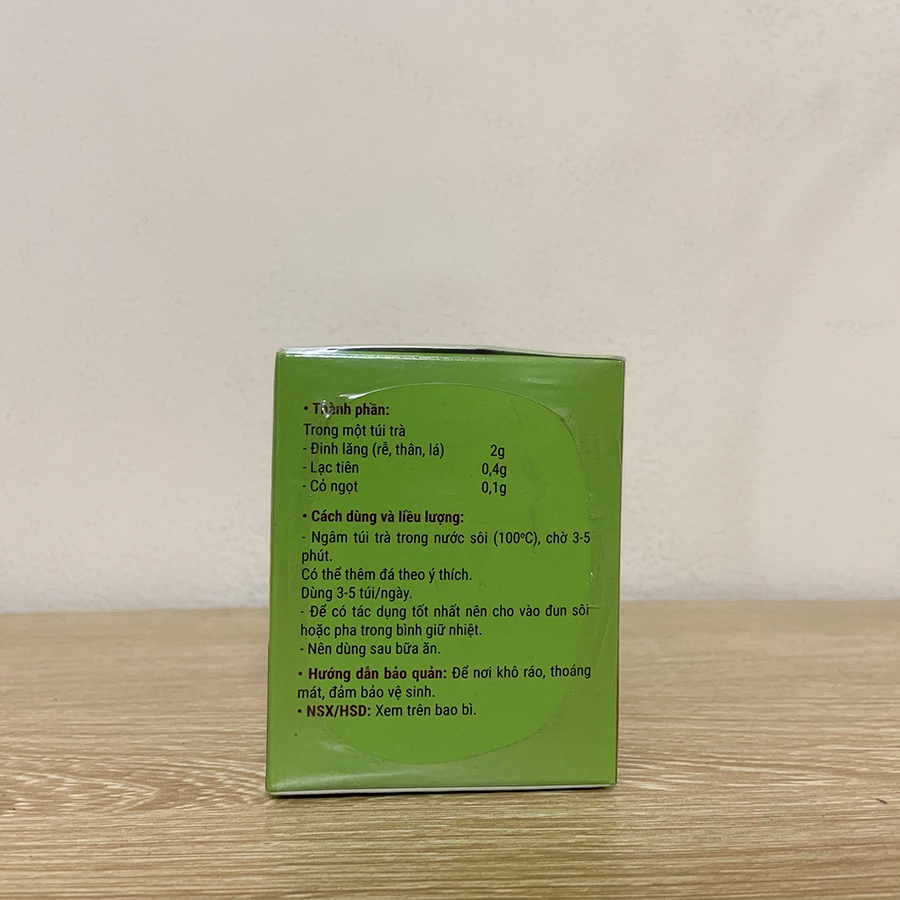 • Thành phần:
Trong một túi trà
- Đinh lăng (rễ, thân, lá) 2g
- Lạc tiên 0,4g
- Cỏ ngọt 0,1g
• Cách dùng và liều lượng:
- Ngâm túi trà trong nước sôi (100ºC), chờ 3-5
phút.
Có thể thêm đá theo ý thích.
Dùng 3-5 túi/ngày.
- Để có tác dụng tốt nhất nên cho vào đun sôi
hoặc pha trong bình giữ nhiệt.
- Nên dùng sau bữa ăn.
• Hướng dẫn bảo quản: Để nơi khô ráo, thoáng
mát, đảm bảo vệ sinh.
• NSX/HSD: Xem trên bao bì.